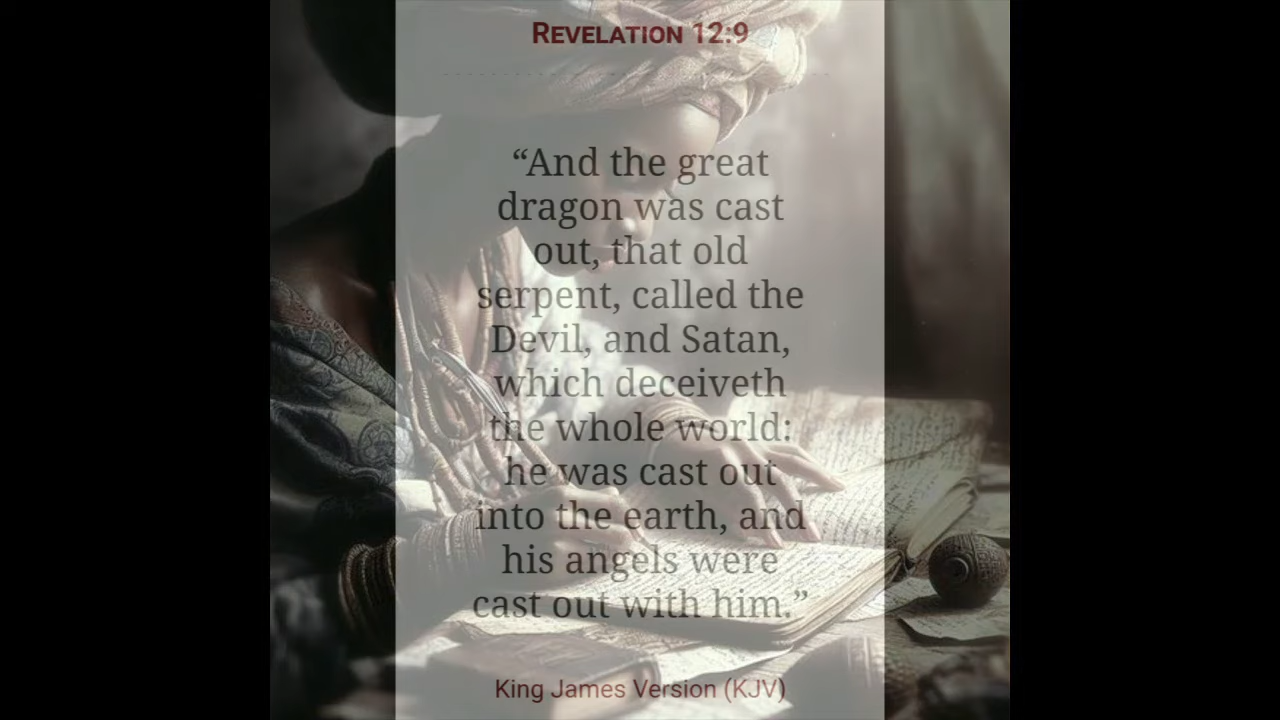 REVELATION 12:9
“And the great
dragon was cast
out, that old
serpent, called the
Devil, and Satan,
which deceiveth
the whole world:
he was cast out
into the earth, and
his angels were
cast out with him.”
King James Version (KJV)